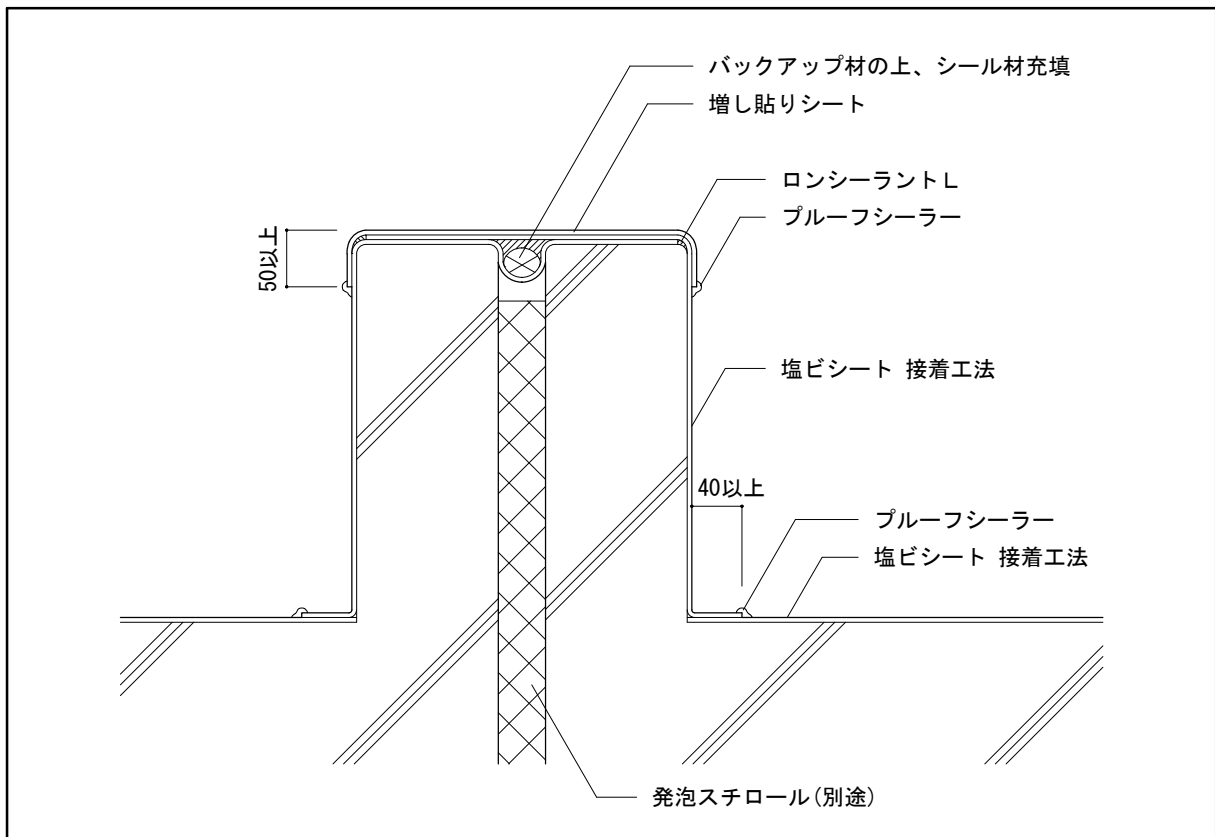 バックアップ材の上、シール材充填
増し貼りシート
ロンシーラントL
プルーフシーラー
50以上
塩ビシート 接着工法
40以上
プルーフシーラー
塩ビシート 接着工法
発泡スチロール(別途)